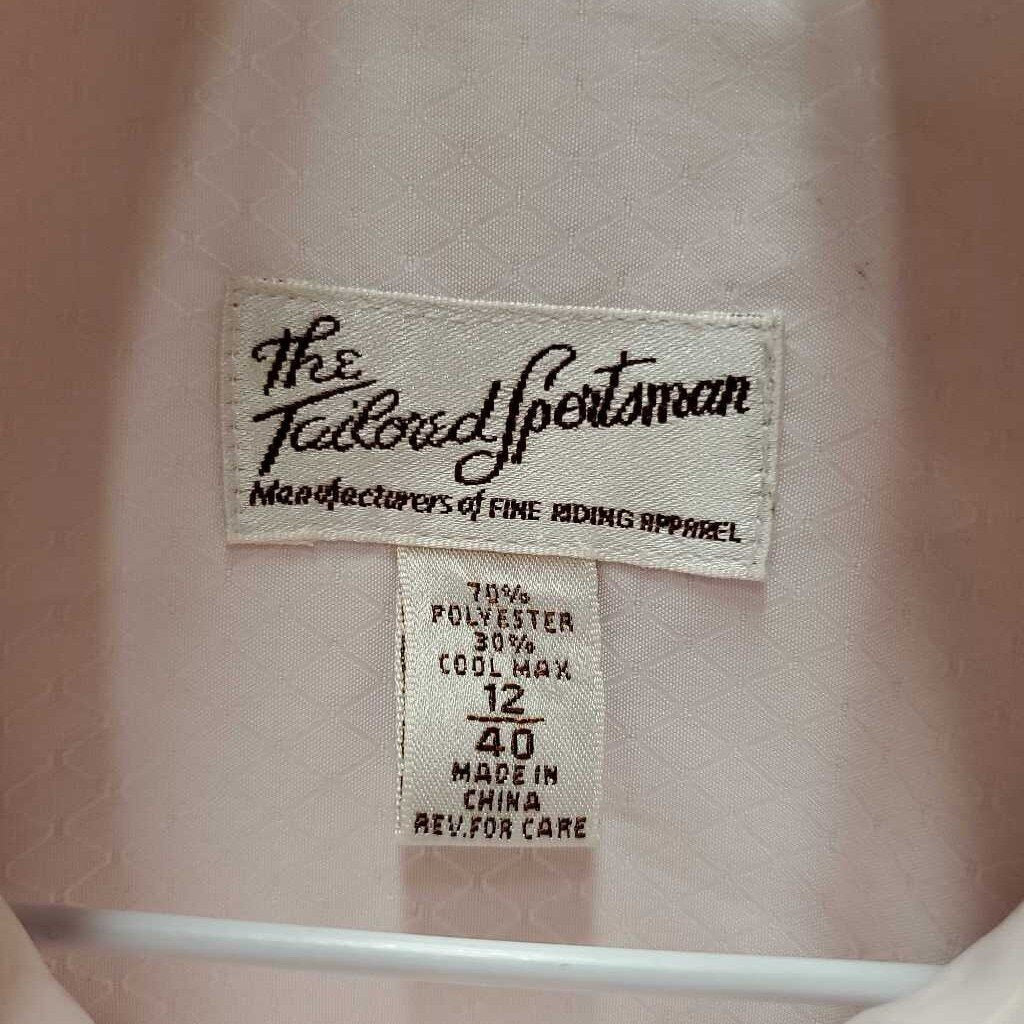 The
Tailored Sportsman
Manufacturers of FINE RIDING APPAREL
70%
POLYESTER
30%
COOL MAX
12
40
MADE IN
CHINA
REV. FOR CARE